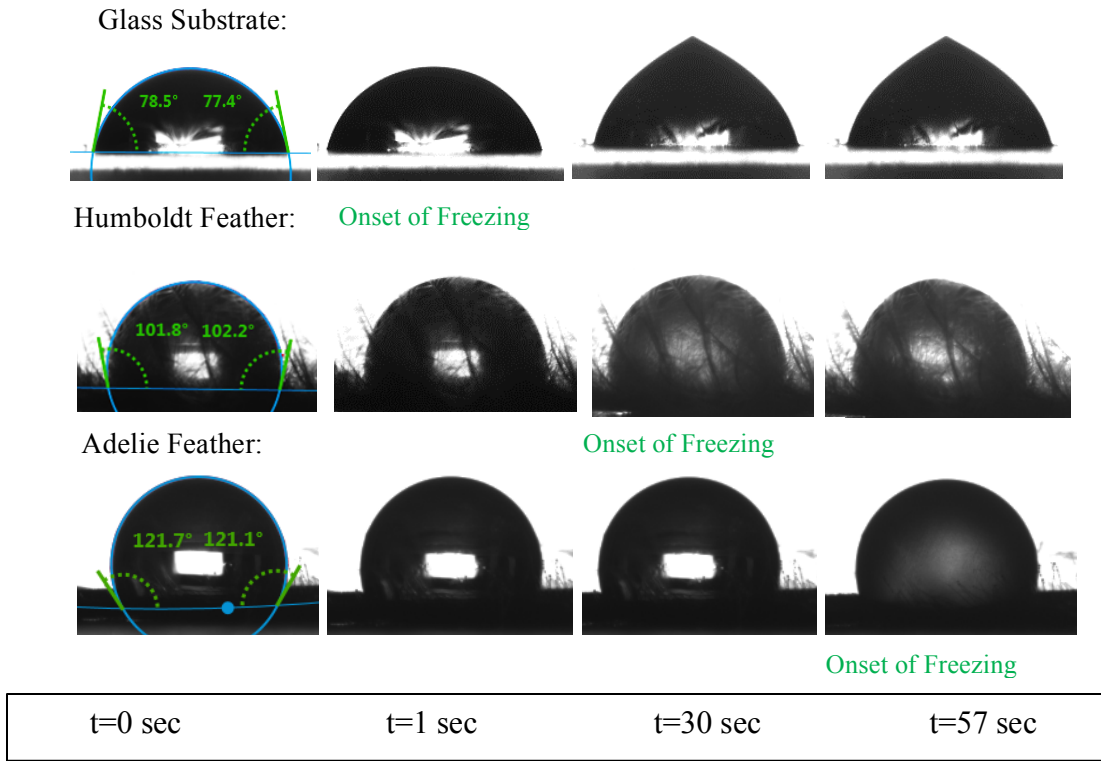 Glass Substrate:
78.5° 77.4°
Humboldt Feather: Onset of Freezing
101.8° 102.2°
Adelie Feather: Onset of Freezing
121.7° 121.1°
Onset of Freezing
t=0 sec t=1 sec t=30 sec t=57 sec